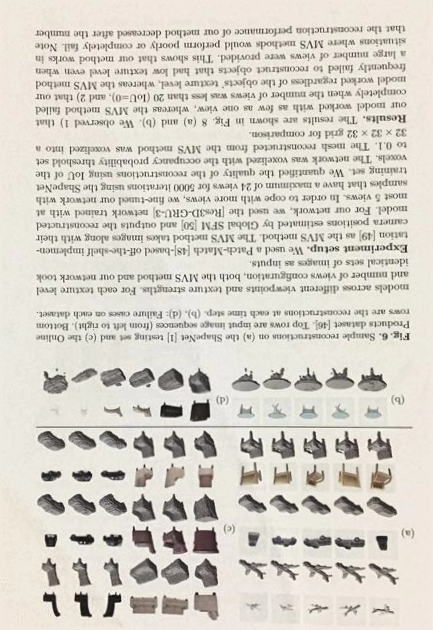 (a)
(c)
(b)
(d)
Fig. 6. Sample reconstructions on (a) the ShapeNet [1] testing set and (c) the Online
Products dataset [46]. Top rows are input image sequences (from left to right). Bottom
rows are the reconstructions at each time step. (b), (d): Failure cases on each dataset.
models across different viewpoints and texture strengths. For each texture level
and number of views configuration, both the MVS method and our network took
identical sets of images as inputs.
Experiment setup. We used a Patch-Match [48]-based off-the-shelf implemen-
tation [49] as the MVS method. The MVS method takes images along with their
camera positions estimated by Global SFM [50] and outputs the reconstructed
model. For our network, we used the [Res3D-GRU-3] network trained with at
most 5 views. In order to cope with more views, we fine-tuned our network with
samples that have a maximum of 24 views for 5000 iterations using the ShapeNet
training set. We quantified the quality of the reconstructions using IoU of the
voxels. The network was voxelized with the occupancy probability threshold set
to 0.1. The mesh reconstructed from the MVS method was voxelized into a
32 × 32 × 32 grid for comparison.
Results. The results are shown in Fig. 8 (a) and (b). We observed 1) that
our model worked with as few as one view, whereas the MVS method failed
completely when the number of views was less than 20 (IoU=0), and 2) that our
model worked regardless of the objects' texture level, whereas the MVS method
frequently failed to reconstruct objects that had low texture level even when
a large number of views were provided. This shows that our method works in
situations where MVS methods would perform poorly or completely fail. Note
that the reconstruction performance of our method decreased after the number